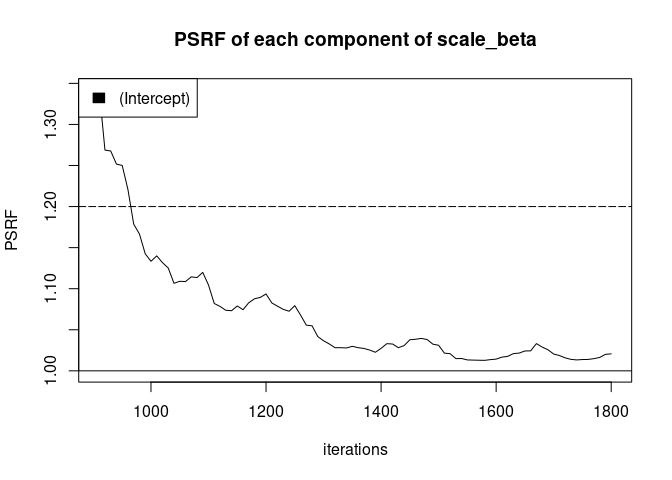 PSRF of each component of scale_beta
(Intercept)
PSRF
1.30
1.20
1.10
1.00
1000 1200 1400 1600 1800
iterations